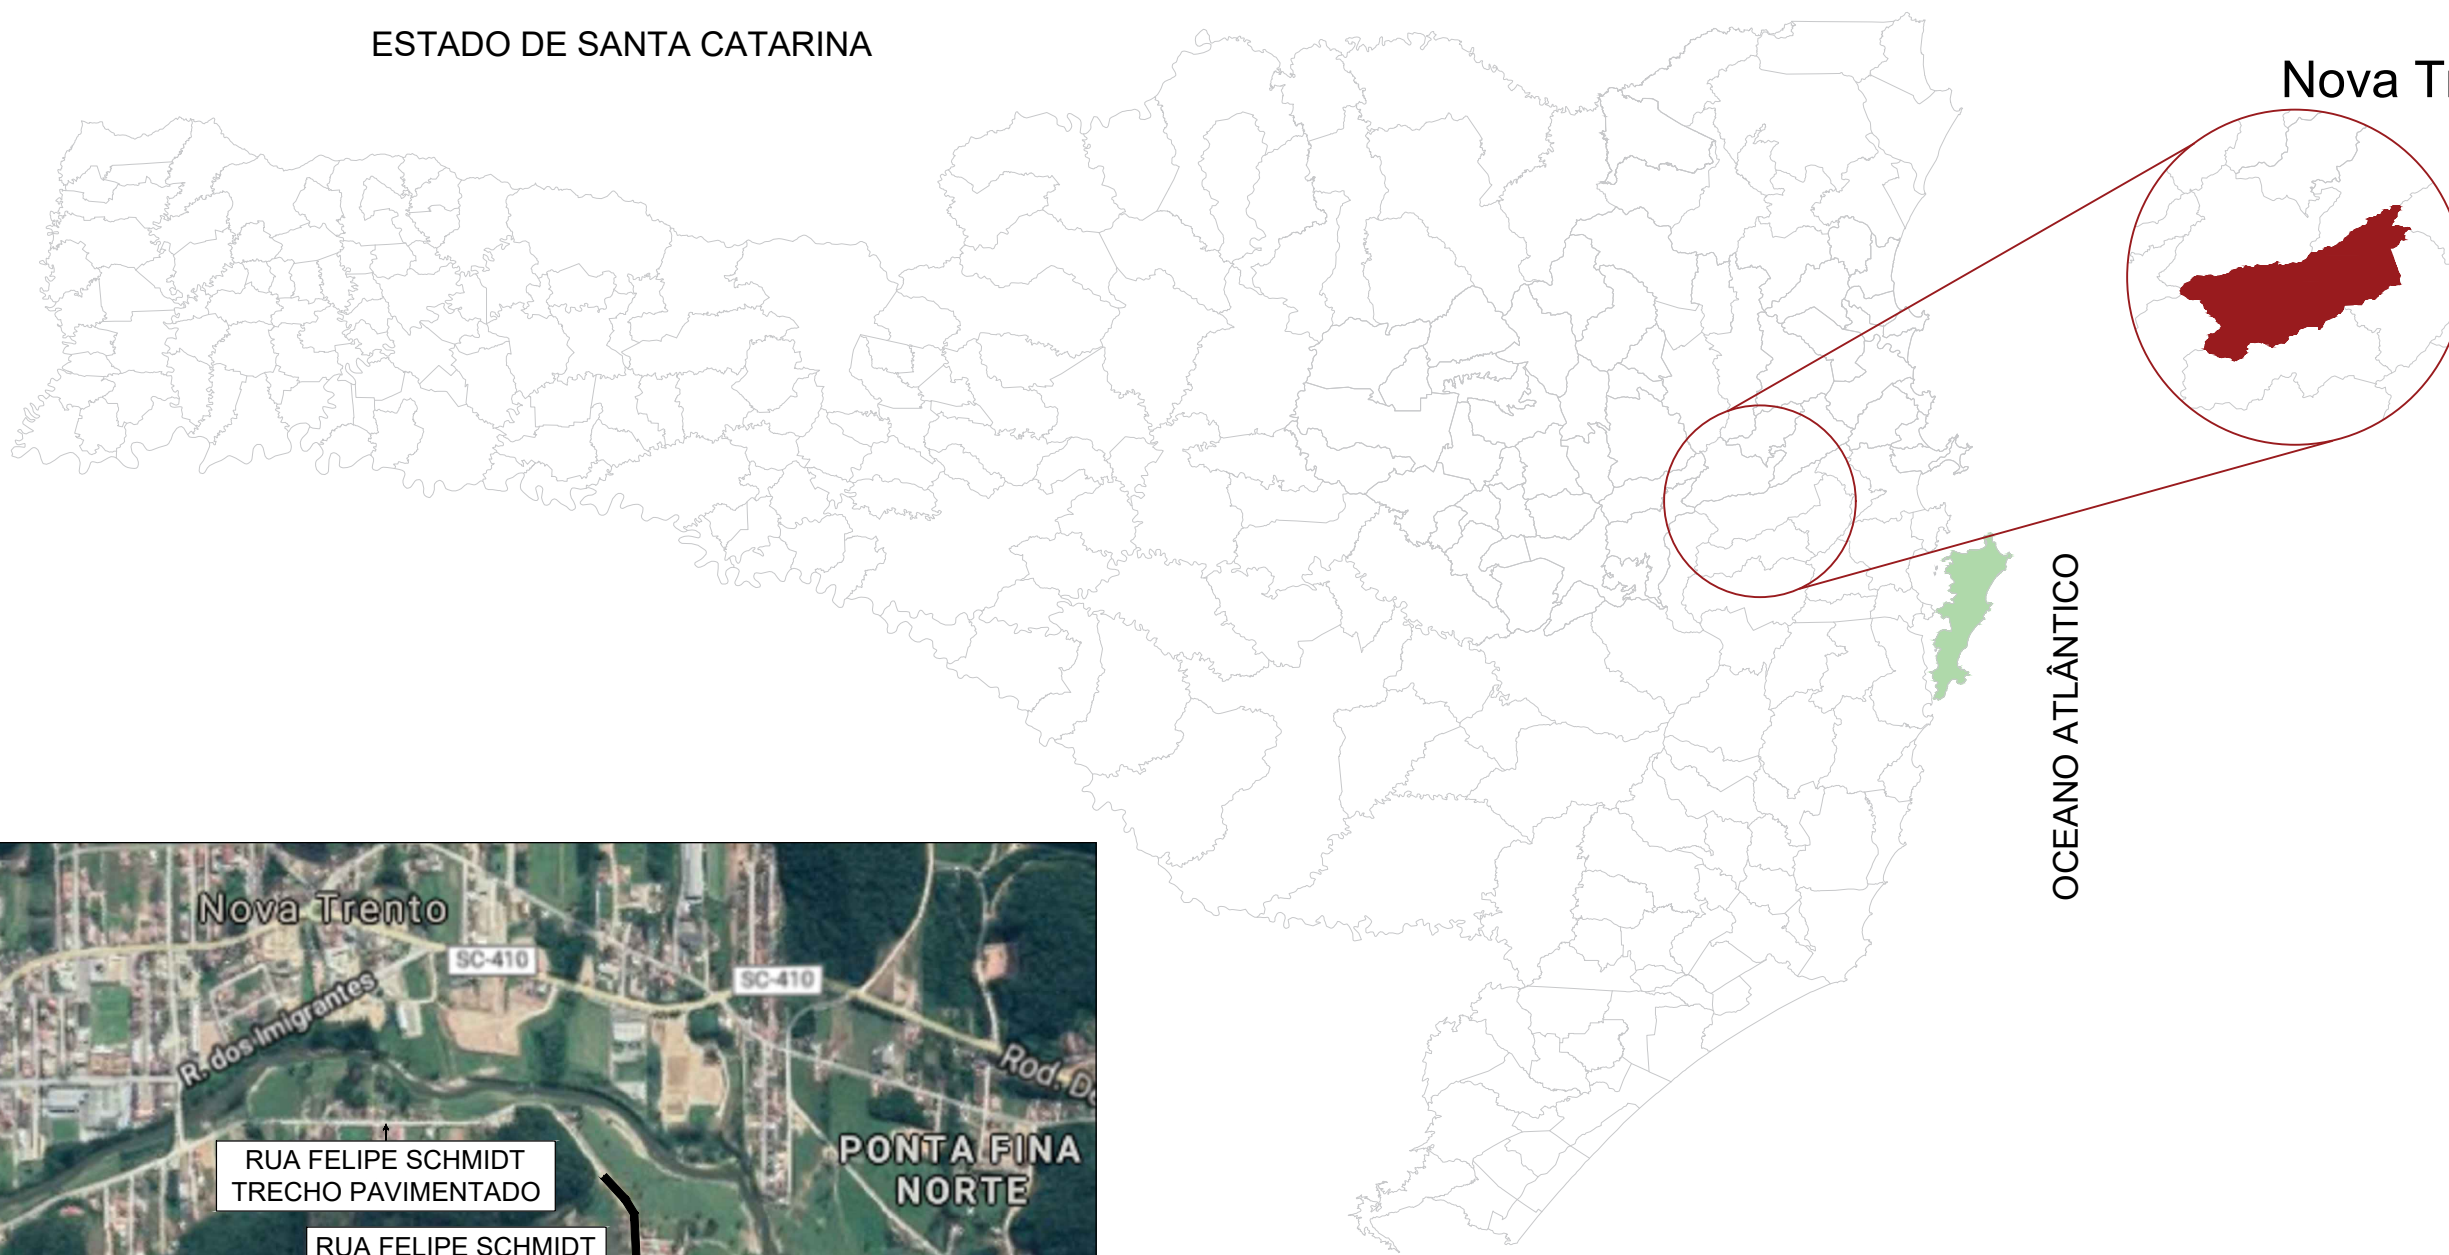 ESTADO DE SANTA CATARINA
Nova Tr
OCEANO ATLÂNTICO
Nova Trento
SC-410
SC-410
R. dos Imigrantes
Rod. De
RUA FELIPE SCHMIDT
TRECHO PAVIMENTADO
PONTA FINA
NORTE
RUA FELIPE SCHMIDT